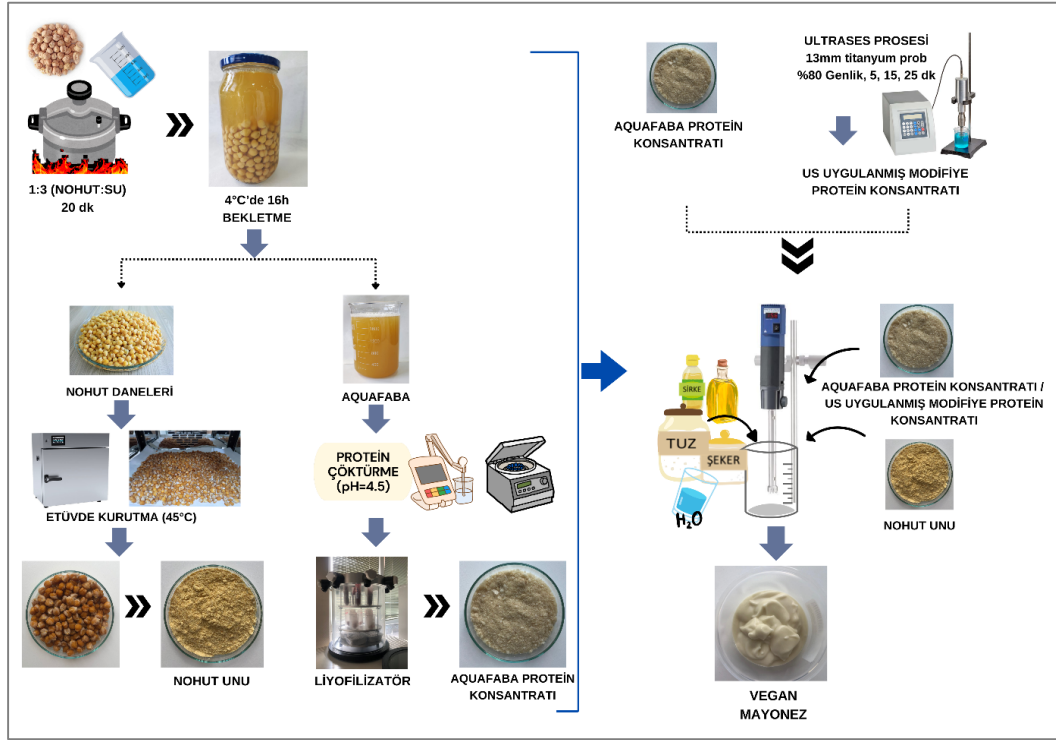 1:3 (NOHUT:SU)
20 dk
4°C'de 16h
BEKLETME
NOHUT DANELERİ
AQUAFABA
ETÜVDE KURUTMA (45°C)
PROTEİN
ÇÖKTÜRME
(pH=4.5)
NOHUT UNU
LİYOFİLİZATÖR
AQUAFABA PROTEİN
KONSANTRATI
AQUAFABA PROTEİN
KONSANTRATI
ULTRASES PROSESİ
13mm titanyum prob
%80 Genlik, 5, 15, 25 dk
US UYGULANMIŞ MODİFİYE
PROTEİN KONSANTRATI
SİRKE
TUZ
ŞEKER
H₂O
AQUAFABA PROTEİN KONSANTRATI /
US UYGULANMIŞ MODİFİYE PROTEİN
KONSANTRATI
NOHUT UNU
VEGAN
MAYONEZ